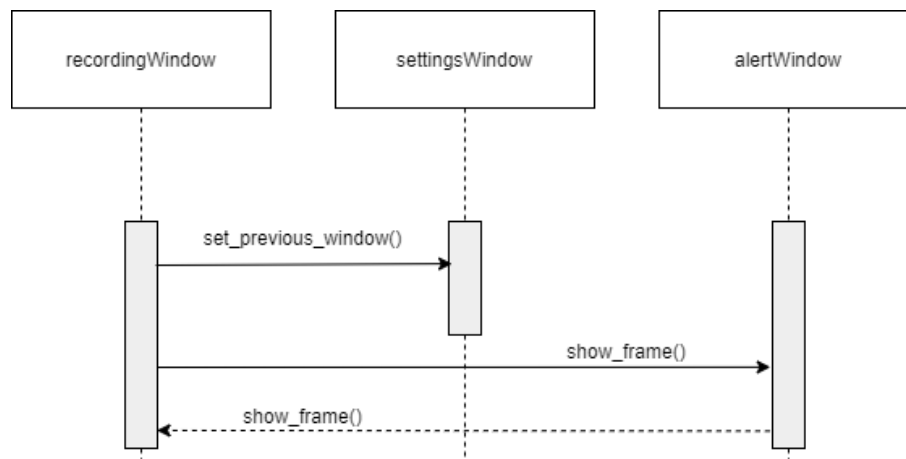 recordingWindow
settingsWindow
alertWindow
set_previous_window()
show_frame()
show_frame()